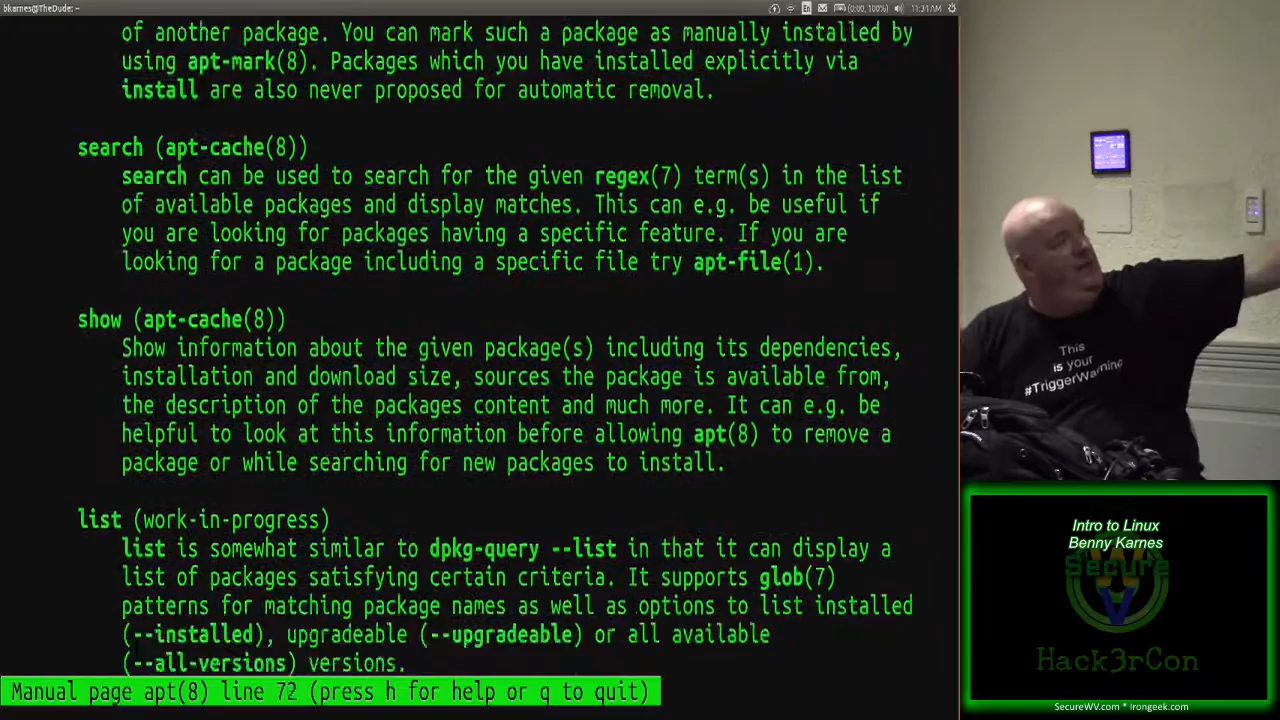 bkarnes@TheDude: ~
En
(0:00, 100%)
11:31 AM
of another package. You can mark such a package as manually installed by
using apt-mark(8). Packages which you have installed explicitly via
install are also never proposed for automatic removal.
search (apt-cache(8))
search can be used to search for the given regex(7) term(s) in the list
of available packages and display matches. This can e.g. be useful if
you are looking for packages having a specific feature. If you are
looking for a package including a specific file try apt-file(1).
show (apt-cache(8))
Show information about the given package(s) including its dependencies,
installation and download size, sources the package is available from,
the description of the packages content and much more. It can e.g. be
helpful to look at this information before allowing apt(8) to remove a
package or while searching for new packages to install.
list (work-in-progress)
list is somewhat similar to dpkg-query --list in that it can display a
list of packages satisfying certain criteria. It supports glob(7)
patterns for matching package names as well as options to list installed
(--installed), upgradeable (--upgradeable) or all available
(--all-versions) versions.
Manual page apt(8) line 72 (press h for help or q to quit)
This
is your
#TriggerWarning
Intro to Linux
Benny Karnes
Secure
WV
Hack3rCon
SecureWV.com * Irongeek.com